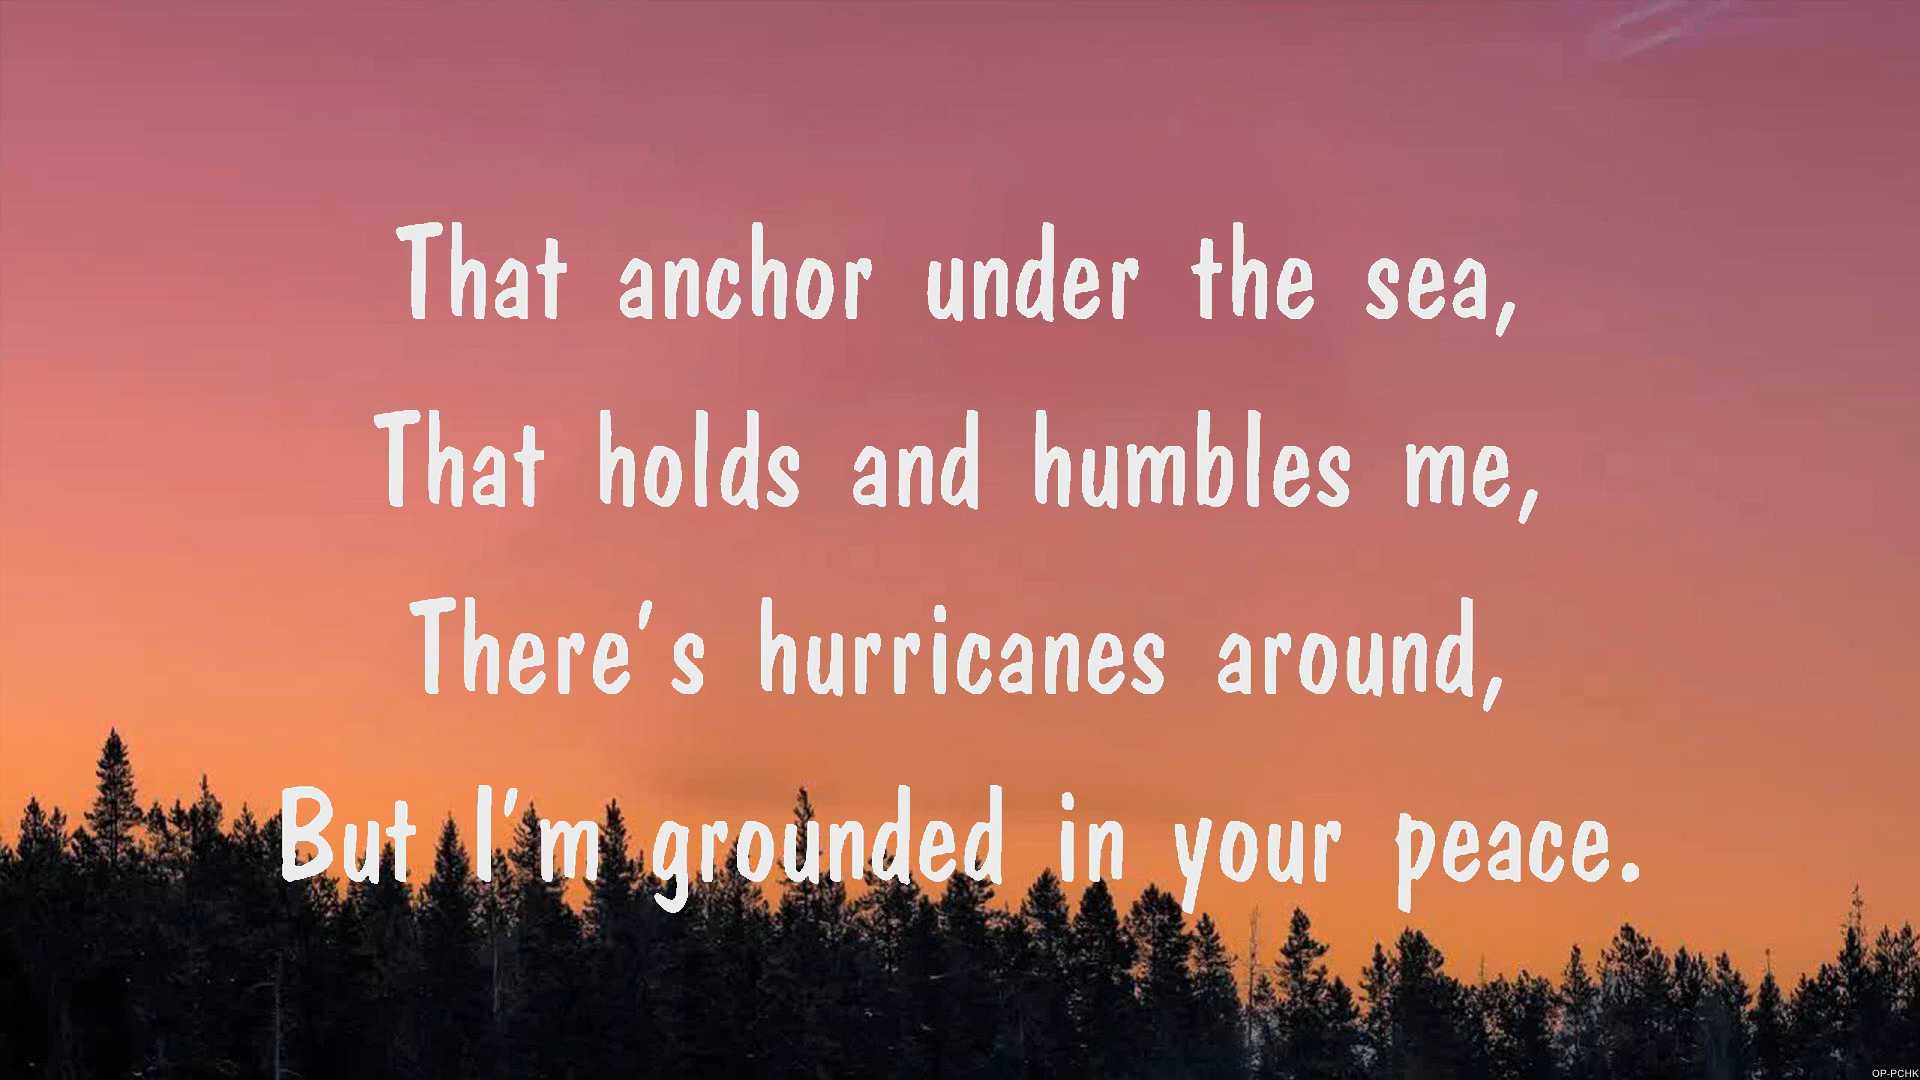 That anchor under the sea,
That holds and humbles me,
There's hurricanes around,
But I'm grounded in your peace.
OP-PCHK